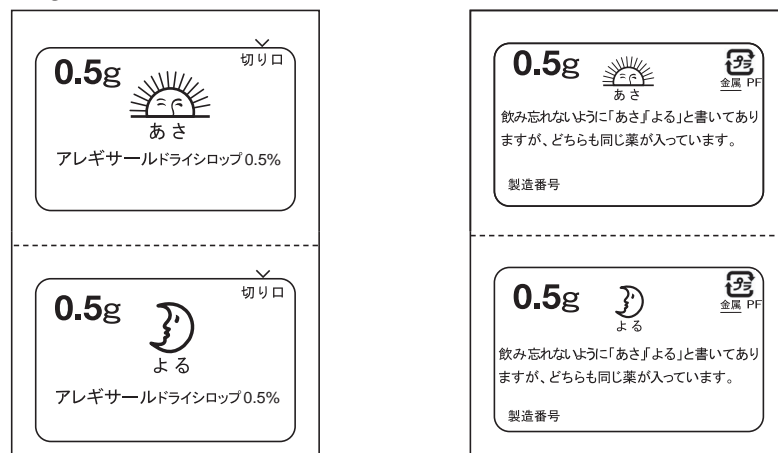 0.5g
切り口
あさ
アレギサールドライシロップ0.5%
0.5g
切り口
よる
アレギサールドライシロップ0.5%
0.5g
プラ
金属 PF
あさ
飲み忘れないように「あさ」「よる」と書いてあり
ますが、どちらも同じ薬が入っています。
製造番号
0.5g
プラ
金属 PF
よる
飲み忘れないように「あさ」「よる」と書いてあり
ますが、どちらも同じ薬が入っています。
製造番号